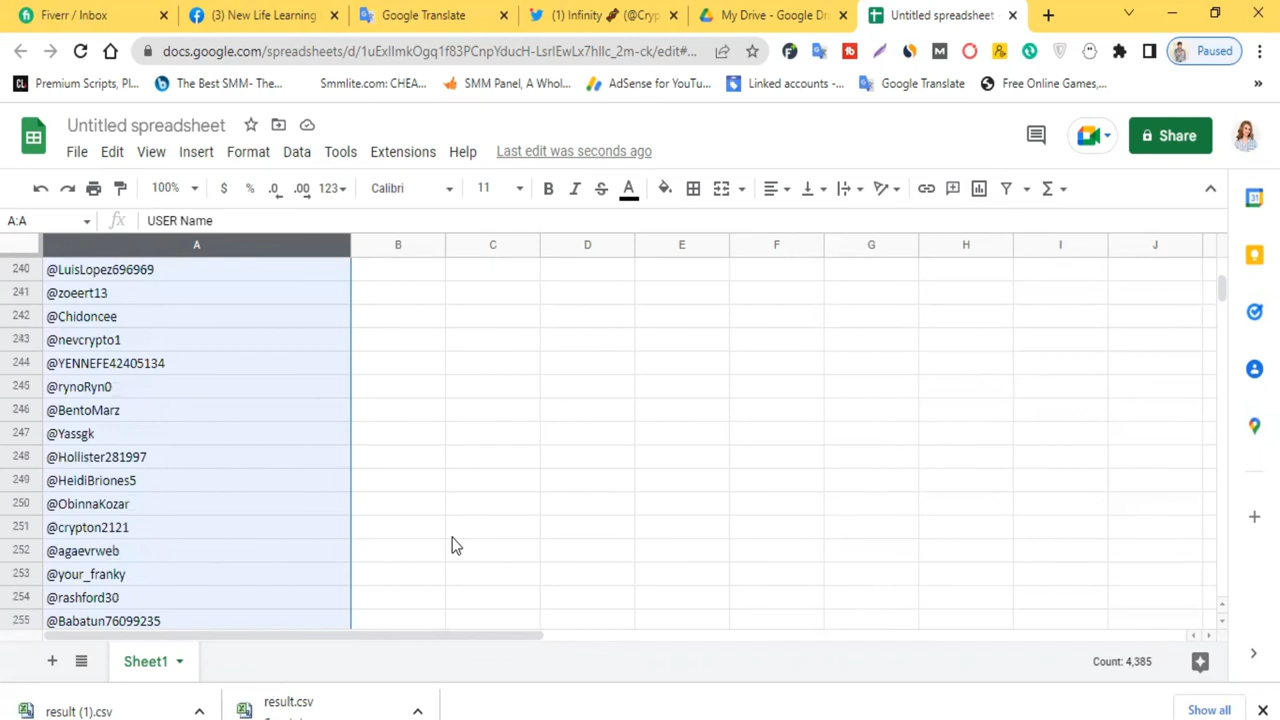 Fiverr / Inbox
(3) New Life Learning
Google Translate
(1) Infinity 🚀 (@Cryp
My Drive - Google Dr
Untitled spreadsheet
docs.google.com/spreadsheets/d/1uExIImkOgq1f83PCnpYducH-LsrIEwLx7hlIc_2m-ck/edit#...
Paused
Premium Scripts, Pl...
The Best SMM- The...
Smmlite.com: CHEA...
SMM Panel, A Whol...
AdSense for YouTu...
Linked accounts -...
Google Translate
Free Online Games,...
Untitled spreadsheet
Share
File Edit View Insert Format Data Tools Extensions Help Last edit was seconds ago
100% $ % .0 .00 123 Calibri 11 B I S A Σ
A:A fx USER Name
A B C D E F G H I J
240 @LuisLopez696969
241 @zoeert13
242 @Chidoncee
243 @nevcrypto1
244 @YENNEFE42405134
245 @rynoRyn0
246 @BentoMarz
247 @Yassgk
248 @Hollister281997
249 @HeidiBriones5
250 @ObinnaKozar
251 @crypton2121
252 @agaevrweb
253 @your_franky
254 @rashford30
255 @Babatun76099235
Sheet1
Count: 4,385
result (1).csv
result.csv
Show all